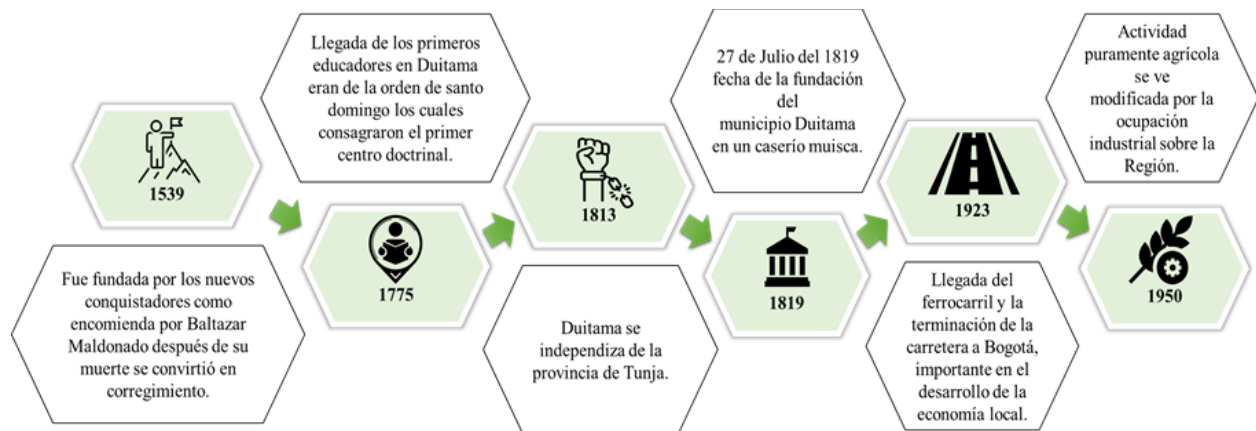 1539
Fue fundada por los nuevos
conquistadores como
encomienda por Baltazar
Maldonado después de su
muerte se convirtió en
corregimiento.
Llegada de los primeros
educadores en Duitama
eran de la orden de santo
domingo los cuales
consagraron el primer
centro doctrinal.
1775
1813
Duitama se
independiza de la
provincia de Tunja.
27 de Julio del 1819
fecha de la fundación
del
municipio Duitama
en un caserío muisca.
1819
1923
Llegada del
ferrocarril y la
terminación de la
carretera a Bogotá,
importante en el
desarrollo de la
economía local.
Actividad
puramente agrícola
se ve
modificada por la
ocupación
industrial sobre la
Región.
1950